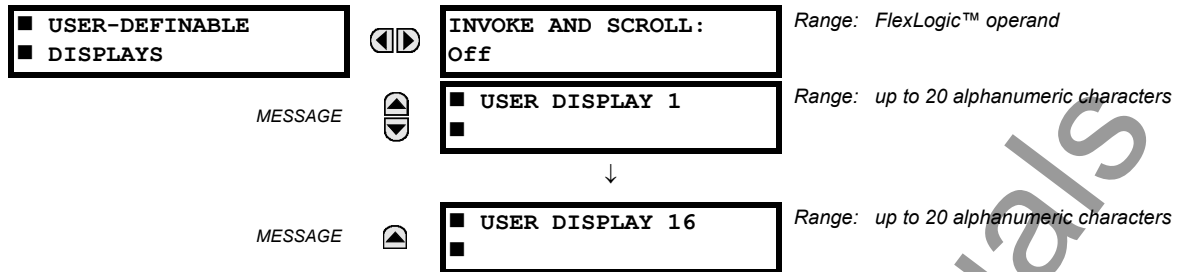 ■ USER-DEFINABLE
■ DISPLAYS
INVOKE AND SCROLL:
Off
Range: FlexLogic™ operand
MESSAGE
■ USER DISPLAY 1
■
Range: up to 20 alphanumeric characters
↓
MESSAGE
■ USER DISPLAY 16
■
Range: up to 20 alphanumeric characters